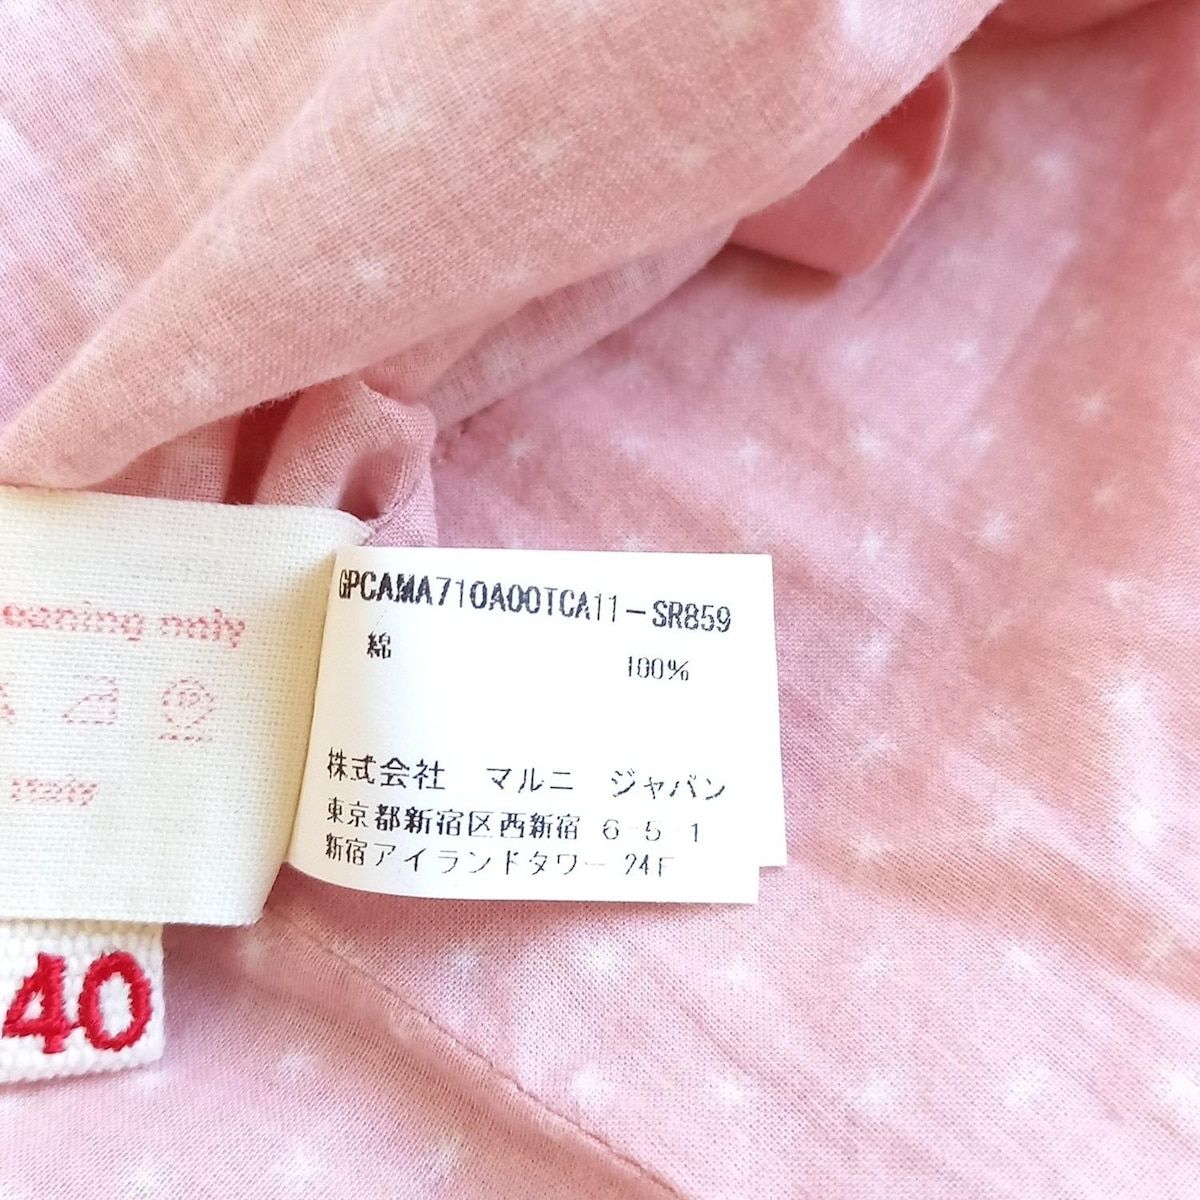 GPCAMA710A00TCA11-SR859
綿 100%
株式会社 マルニ ジャパン
東京都新宿区西新宿 6-5-1
新宿アイランドタワー 24F
eaning only
Italy
40